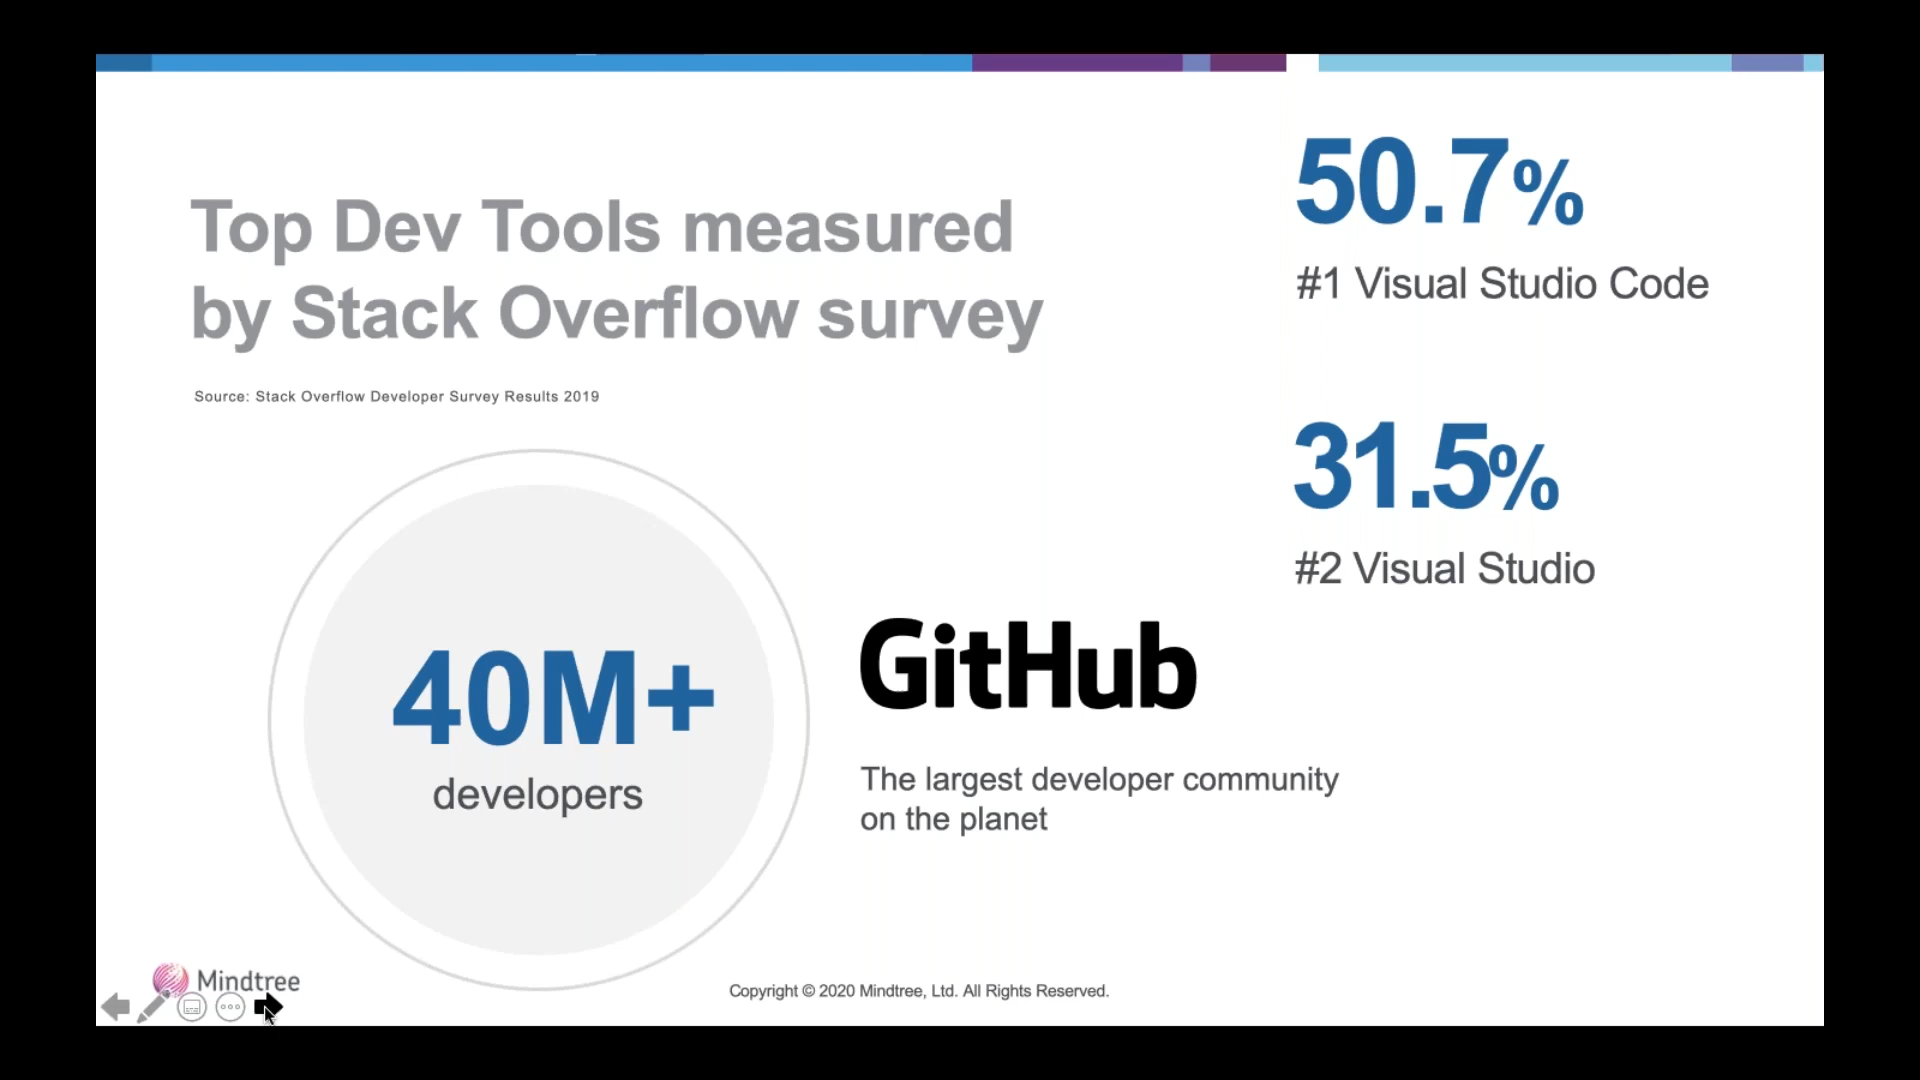 Top Dev Tools measured
by Stack Overflow survey
Source: Stack Overflow Developer Survey Results 2019
50.7%
#1 Visual Studio Code
31.5%
#2 Visual Studio
40M+
developers
GitHub
The largest developer community
on the planet
Mindtree
Copyright © 2020 Mindtree, Ltd. All Rights Reserved.